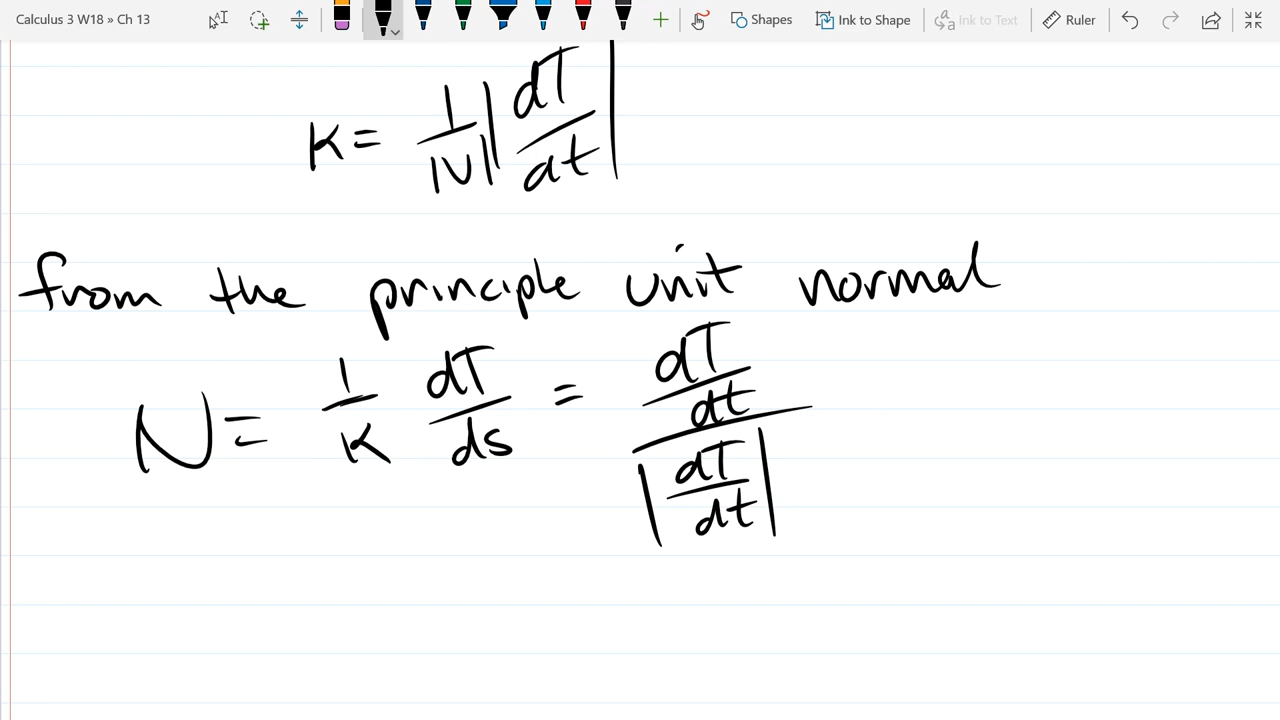 Calculus 3 W18 » Ch 13
Shapes Ink to Shape Ink to Text Ruler
K = 1/|V| |dT/dt|
from the principle unit normal
N = 1/K dT/ds = dT/dt / |dT/dt|